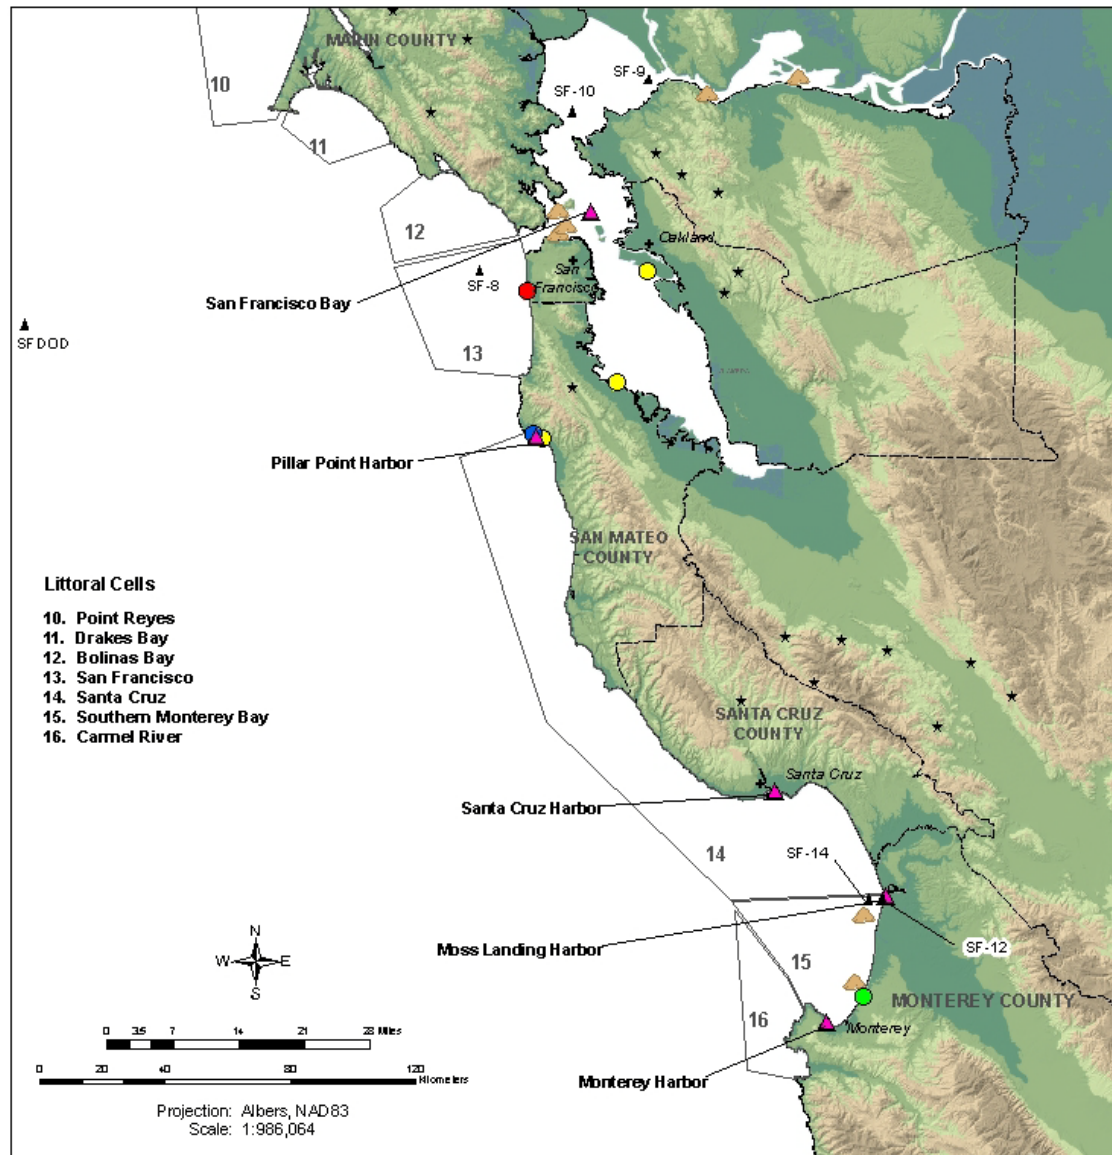 MARIN COUNTY
10
SF-9
SF-10
11
12
Oakland
San
Francisco
SF-8
San Francisco Bay
SF DOD
13
Pillar Point Harbor
SAN MATEO
COUNTY
Littoral Cells
10. Point Reyes
11. Drakes Bay
12. Bolinas Bay
13. San Francisco
14. Santa Cruz
15. Southern Monterey Bay
16. Carmel River
SANTA CRUZ
COUNTY
Santa Cruz
Santa Cruz Harbor
14
SF-14
Moss Landing Harbor
SF-12
15
MONTEREY COUNTY
16
Monterey
Monterey Harbor
N
W E
S
0 3.5 7 14 21 28 Miles
0 20 40 80 120
Kilometers
Projection: Albers, NAD83
Scale: 1:986,064